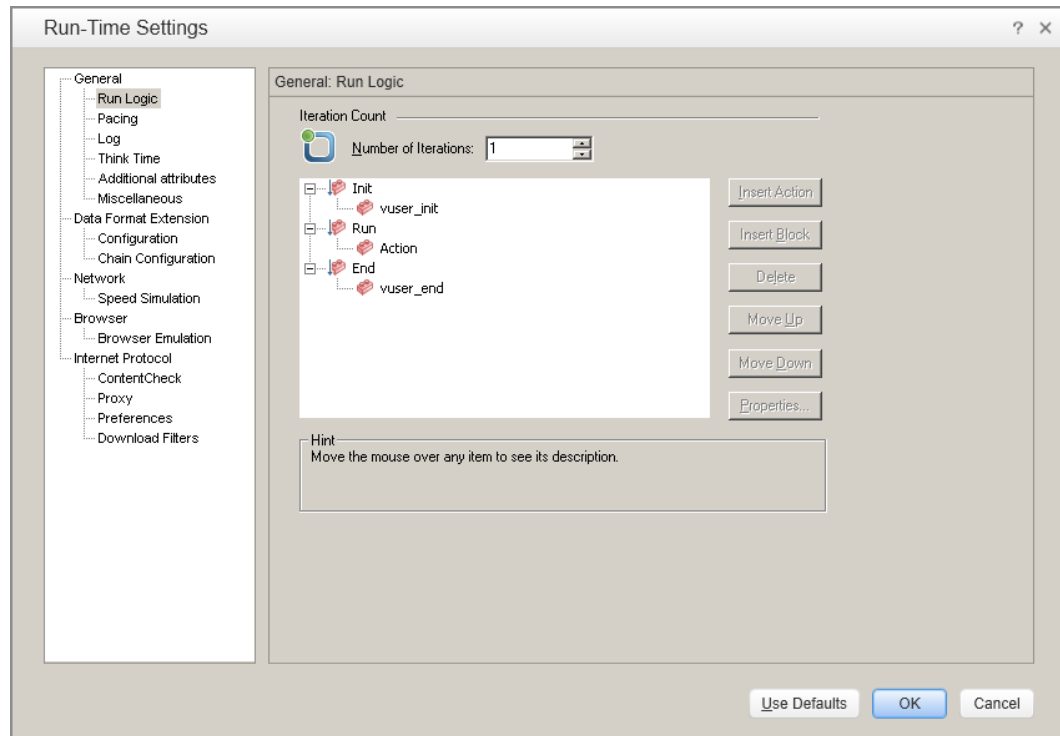 Run-Time Settings
? ×
General
Run Logic
Pacing
Log
Think Time
Additional attributes
Miscellaneous
Data Format Extension
Configuration
Chain Configuration
Network
Speed Simulation
Browser
Browser Emulation
Internet Protocol
ContentCheck
Proxy
Preferences
Download Filters
General: Run Logic
Iteration Count
Number of Iterations: 1
Init
vuser_init
Run
Action
End
vuser_end
Insert Action
Insert Block
Delete
Move Up
Move Down
Properties...
Hint
Move the mouse over any item to see its description.
Use Defaults
OK
Cancel